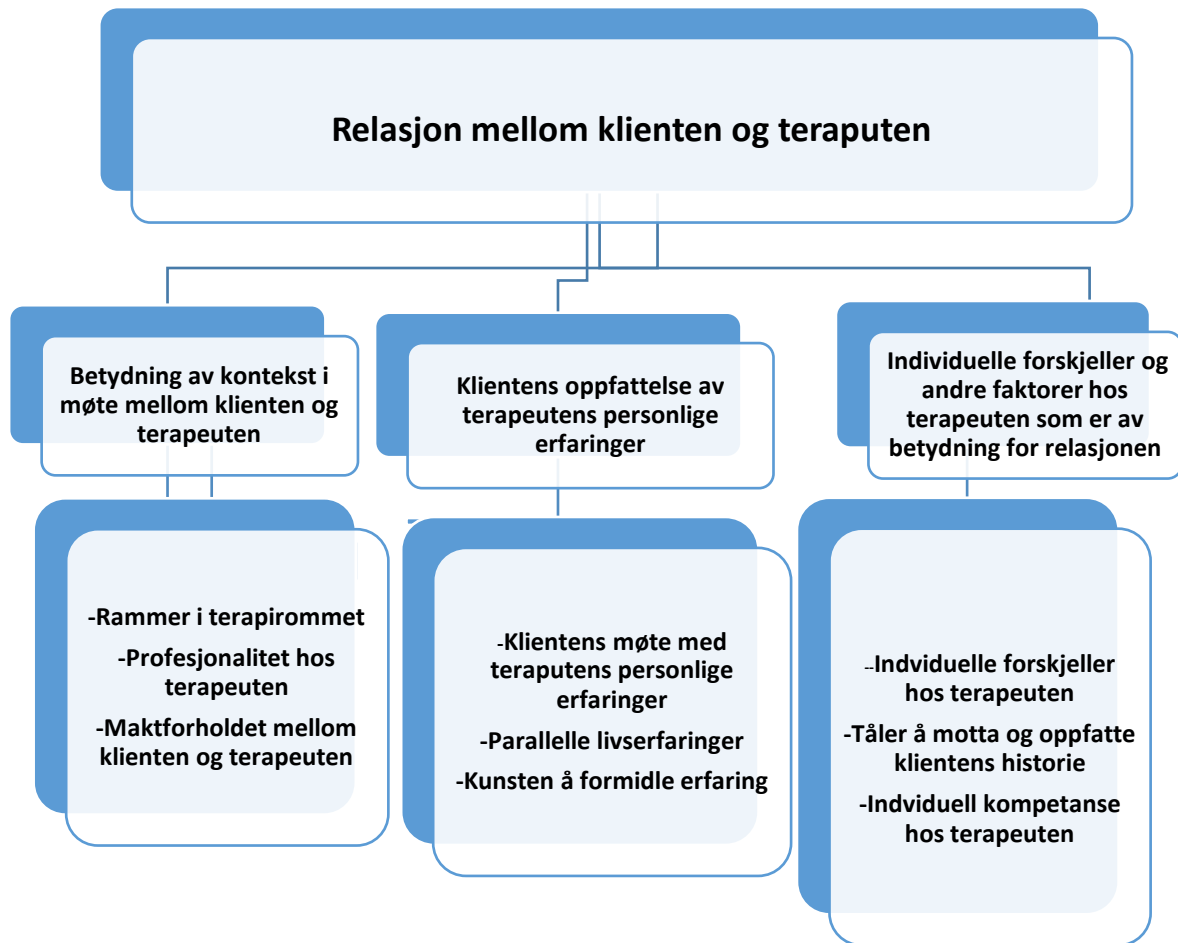 Relasjon mellom klienten og teraputen
Betydning av kontekst i
møte mellom klienten og
terapeuten
Klientens oppfattelse av
terapeutens personlige
erfaringer
Individuelle forskjeller og
andre faktorer hos
terapeuten som er av
betydning for relasjonen
-Rammer i terapirommet
-Profesjonalitet hos
terapeuten
-Maktforholdet mellom
klienten og terapeuten
-Klientens møte med
teraputens personlige
erfaringer
-Parallelle livserfaringer
-Kunsten å formidle erfaring
--Indviduelle forskjeller
hos terapeuten
-Tåler å motta og oppfatte
klientens historie
-Indviduell kompetanse
hos terapeuten